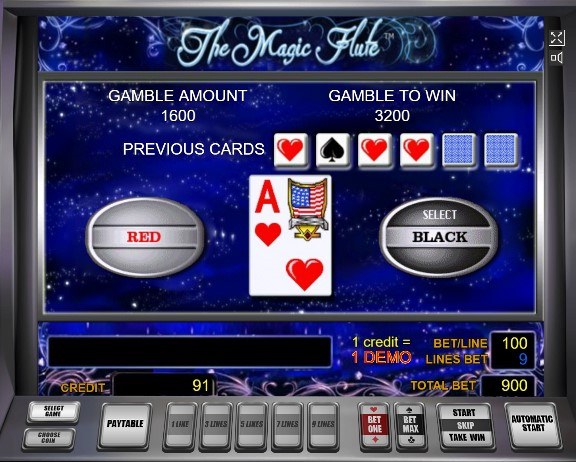 The Magic Flute™
GAMBLE AMOUNT
1600
GAMBLE TO WIN
3200
PREVIOUS CARDS
A
RED
SELECT
BLACK
1 credit =
1 DEMO
BET/LINE 100
LINES BET 9
CREDIT 91
TOTAL BET 900
SELECT
GAME
CHOOSE
COIN
PAYTABLE
1 LINE
3 LINES
5 LINES
7 LINES
9 LINES
BET
ONE
BET
MAX
START
SKIP
TAKE WIN
AUTOMATIC
START